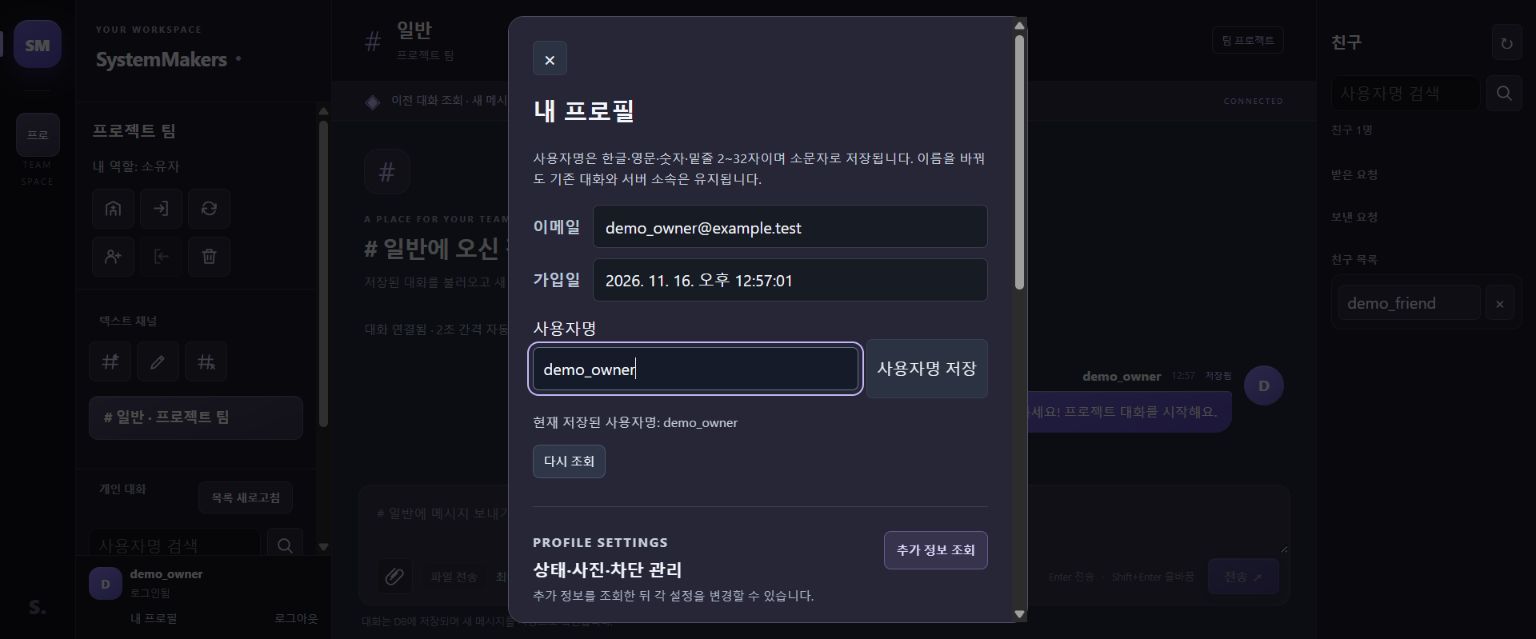 SM
프로
TEAM
SPACE
S.
YOUR WORKSPACE
SystemMakers
프로젝트 팀
내 역할: 소유자
텍스트 채널
# 일반 · 프로젝트 팀
개인 대화
목록 새로고침
사용자명 검색
D
demo_owner
로그인됨
내 프로필
로그아웃
# 일반
프로젝트 팀
팀 프로젝트
이전 대화 조회 · 새 메시
CONNECTED
#
A PLACE FOR YOUR TEAM
# 일반에 오신
저장된 대화를 불러오고 새
대화 연결됨 · 2초 간격 자동
demo_owner 12:57 저장됨
D
세요! 프로젝트 대화를 시작해요.
# 일반에 메시지 보내기
파일 전송
Enter 전송 · Shift+Enter 줄바꿈
전송 ↗
대화는 DB에 저장되며 새 메시지를
×
내 프로필
사용자명은 한글·영문·숫자·밑줄 2~32자이며 소문자로 저장됩니다. 이름을 바꿔
도 기존 대화와 서버 소속은 유지됩니다.
이메일 demo_owner@example.test
가입일 2026. 11. 16. 오후 12:57:01
사용자명
demo_owner
사용자명 저장
현재 저장된 사용자명: demo_owner
다시 조회
PROFILE SETTINGS
상태·사진·차단 관리
추가 정보를 조회한 뒤 각 설정을 변경할 수 있습니다.
추가 정보 조회
친구
사용자명 검색
친구 1명
받은 요청
보낸 요청
친구 목록
demo_friend ×